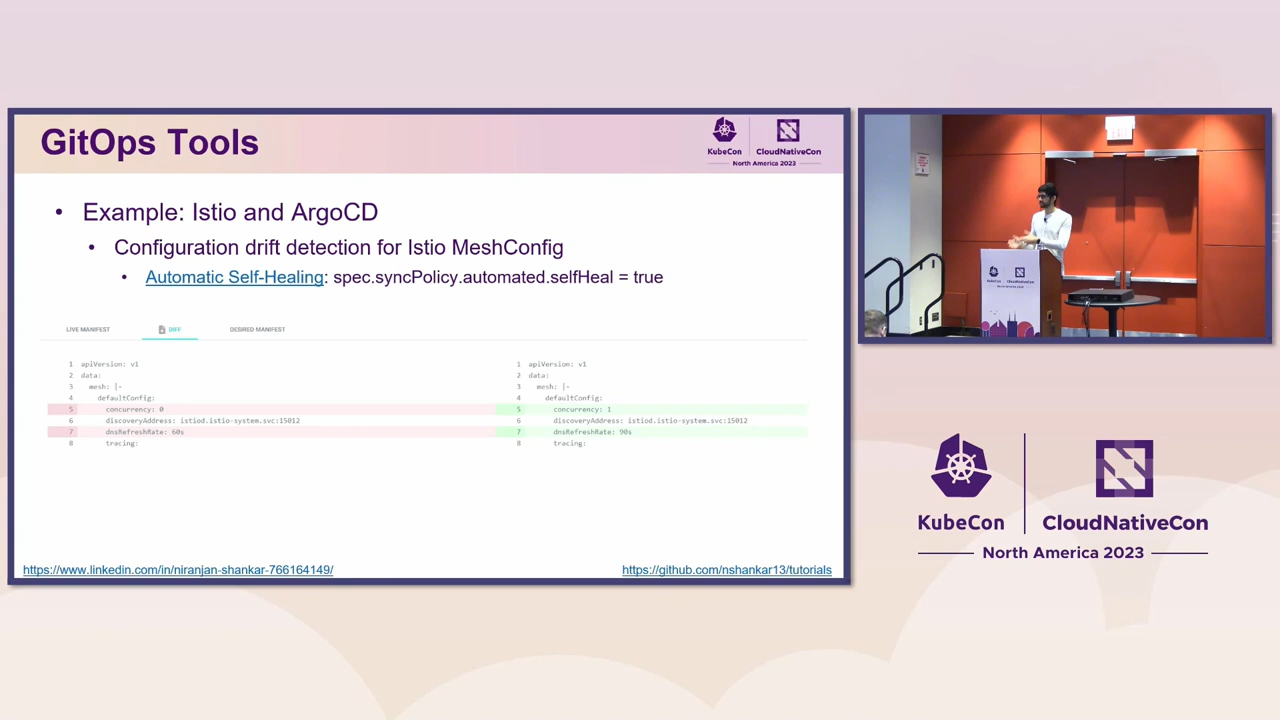 GitOps Tools
KubeCon
CloudNativeCon
North America 2023
• Example: Istio and ArgoCD
• Configuration drift detection for Istio MeshConfig
• Automatic Self-Healing: spec.syncPolicy.automated.selfHeal = true
LIVE MANIFEST
DIFF
DESIRED MANIFEST
1 apiVersion: v1
2 data:
3 mesh: |-
4 defaultConfig:
5 concurrency: 0
6 discoveryAddress: istiod.istio-system.svc:15012
7 dnsRefreshRate: 60s
8 tracing:
1 apiVersion: v1
2 data:
3 mesh: |-
4 defaultConfig:
5 concurrency: 1
6 discoveryAddress: istiod.istio-system.svc:15012
7 dnsRefreshRate: 90s
8 tracing:
https://www.linkedin.com/in/niranjan-shankar-766164149/
https://github.com/nshankar13/tutorials
KubeCon
CloudNativeCon
North America 2023